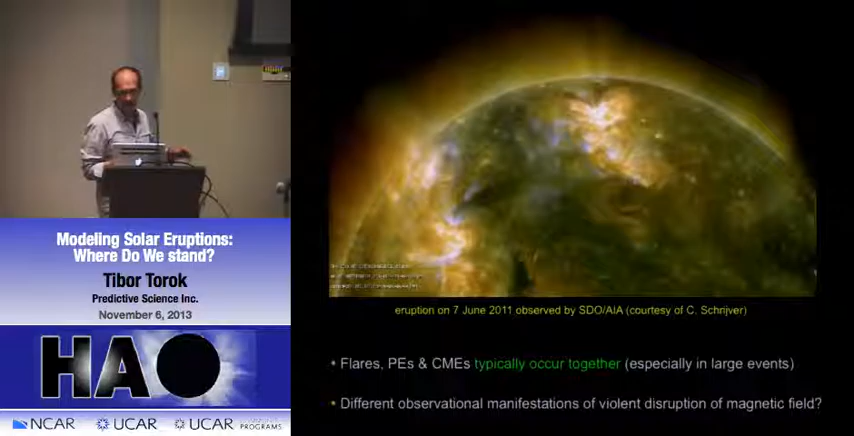 Modeling Solar Eruptions:
Where Do We stand?
Tibor Torok
Predictive Science Inc.
November 6, 2013
HAO
NCAR
UCAR
UCAR
PROGRAMS
eruption on 7 June 2011 observed by SDO/AIA (courtesy of C. Schrijver)
• Flares, PEs & CMEs typically occur together (especially in large events)
• Different observational manifestations of violent disruption of magnetic field?